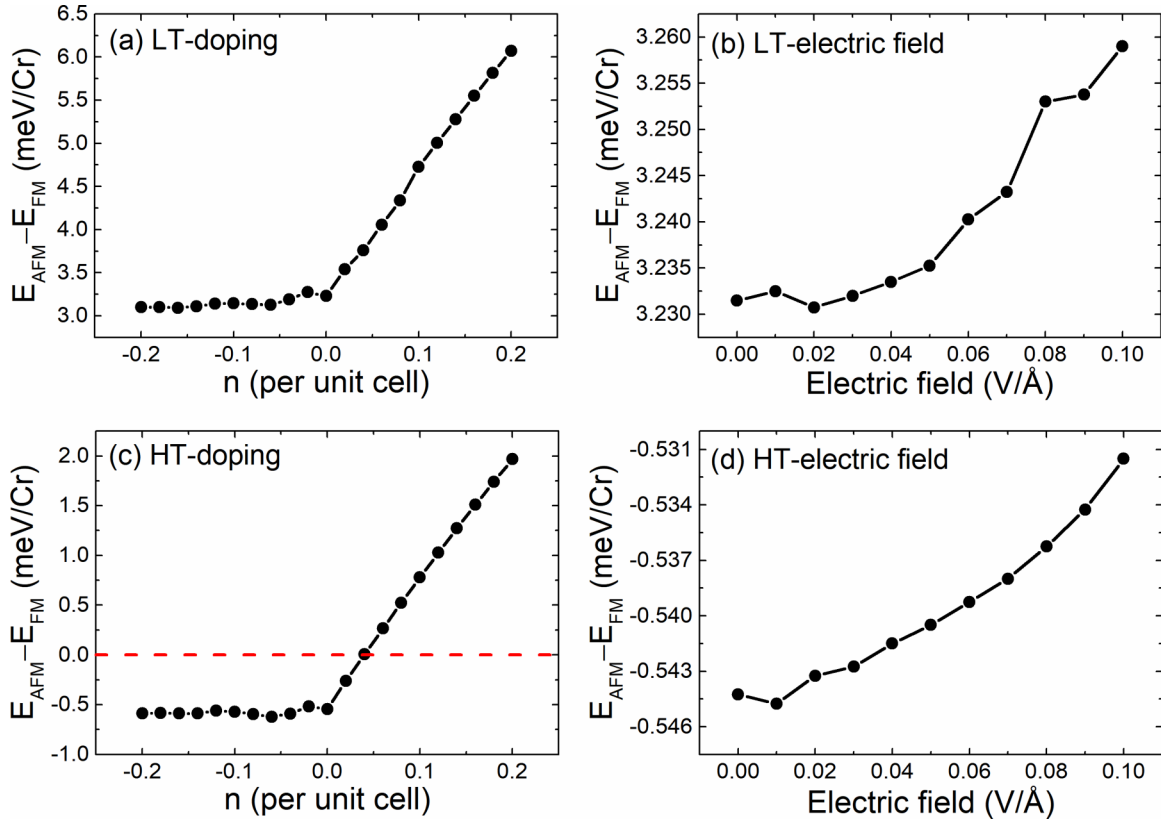 (a) LT-doping
E_AFM−E_FM (meV/Cr)
6.5
6.0
5.5
5.0
4.5
4.0
3.5
3.0
-0.2 -0.1 0.0 0.1 0.2
n (per unit cell)
(b) LT-electric field
E_AFM−E_FM (meV/Cr)
3.260
3.255
3.250
3.245
3.240
3.235
3.230
0.00 0.02 0.04 0.06 0.08 0.10
Electric field (V/Å)
(c) HT-doping
E_AFM−E_FM (meV/Cr)
2.0
1.5
1.0
0.5
0.0
-0.5
-1.0
-0.2 -0.1 0.0 0.1 0.2
n (per unit cell)
(d) HT-electric field
E_AFM−E_FM (meV/Cr)
-0.531
-0.534
-0.537
-0.540
-0.543
-0.546
0.00 0.02 0.04 0.06 0.08 0.10
Electric field (V/Å)